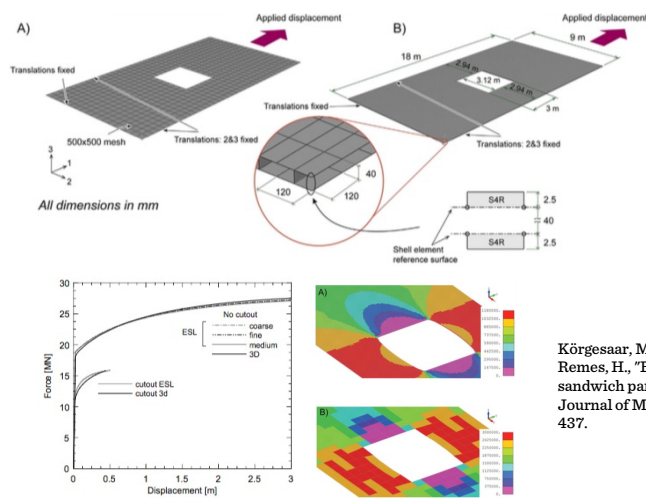 A)
Applied displacement
Translations fixed
500x500 mesh
Translations: 2&3 fixed
3
1
2
All dimensions in mm
B)
Applied displacement
18 m
9 m
2.94 m
3.12 m
2.94 m
3 m
Translations fixed
Translations: 2&3 fixed
120
120
40
S4R
S4R
2.5
40
2.5
Shell element
reference surface
30
25
20
15
10
5
0
Force [MN]
No cutout
ESL
coarse
fine
medium
3D
cutout ESL
cutout 3d
0
0.5
1
1.5
2
2.5
3
Displacement [m]
A)
B)
Körgesaar, M
Remes, H., "
sandwich pa
Journal of M
437.